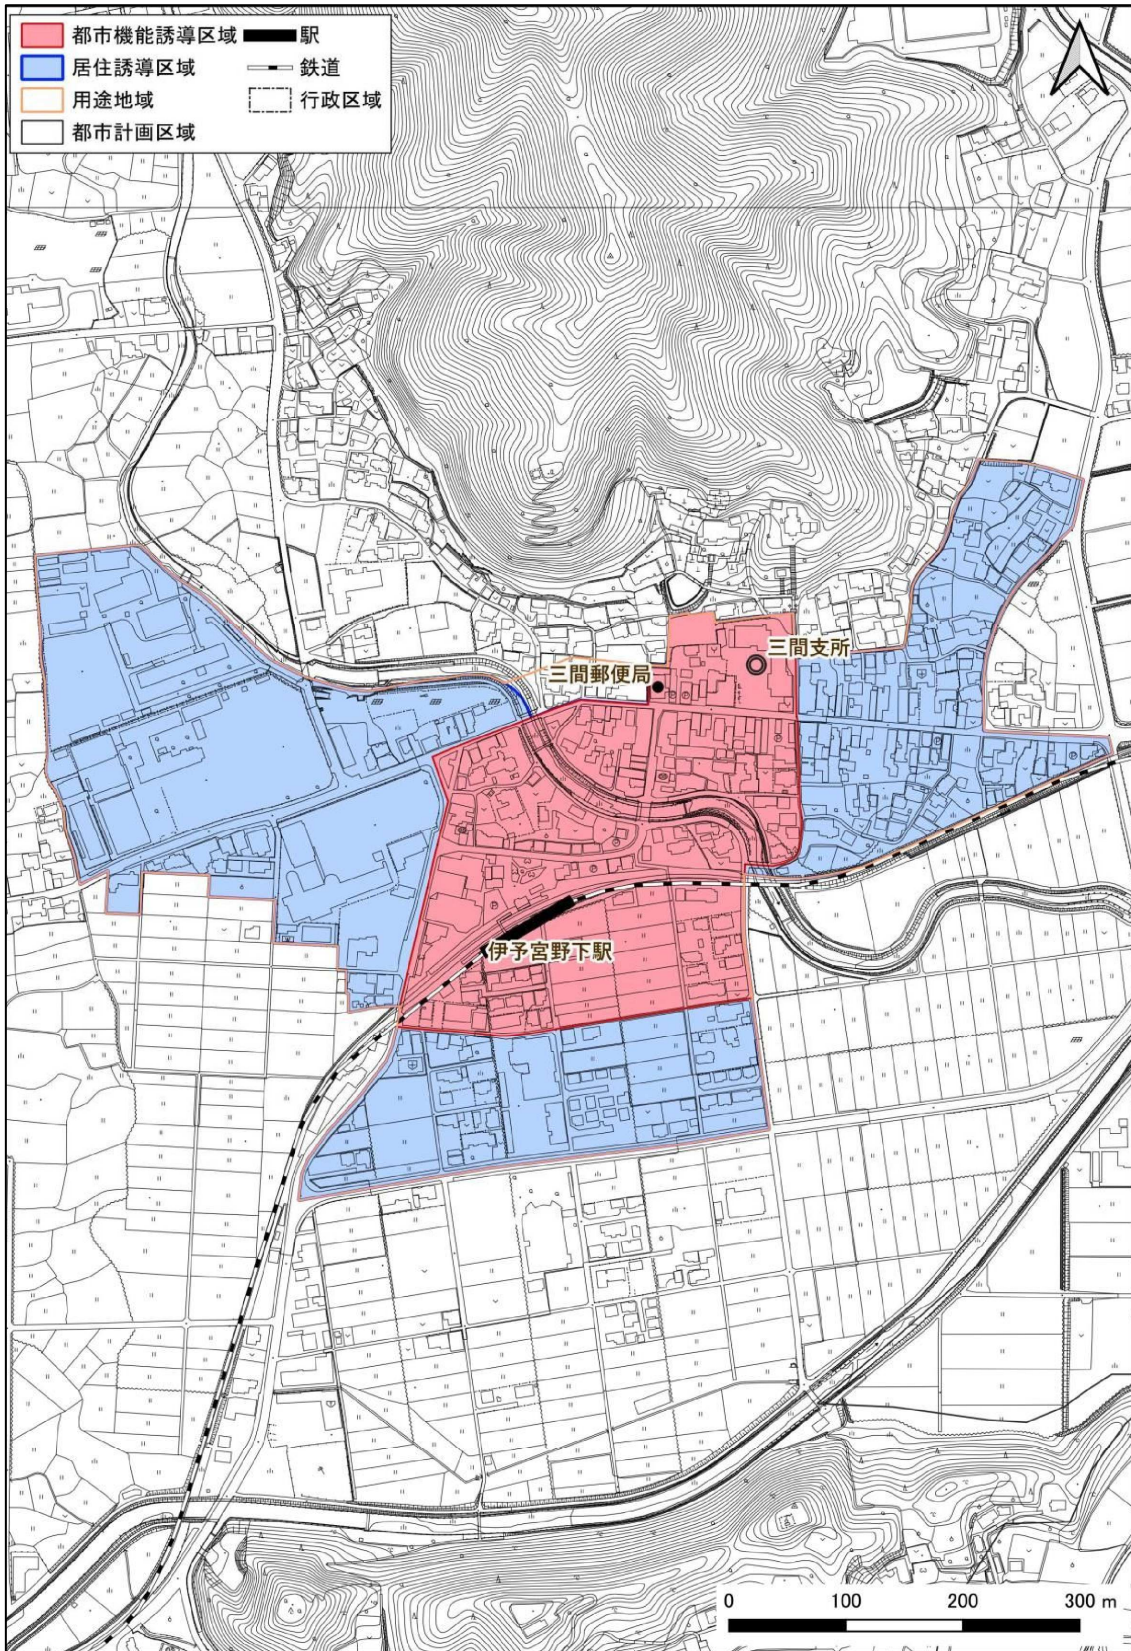 都市機能誘導区域 駅
居住誘導区域 鉄道
用途地域 行政区域
都市計画区域
三間支所
三間郵便局
伊予宮野下駅
0 100 200 300 m